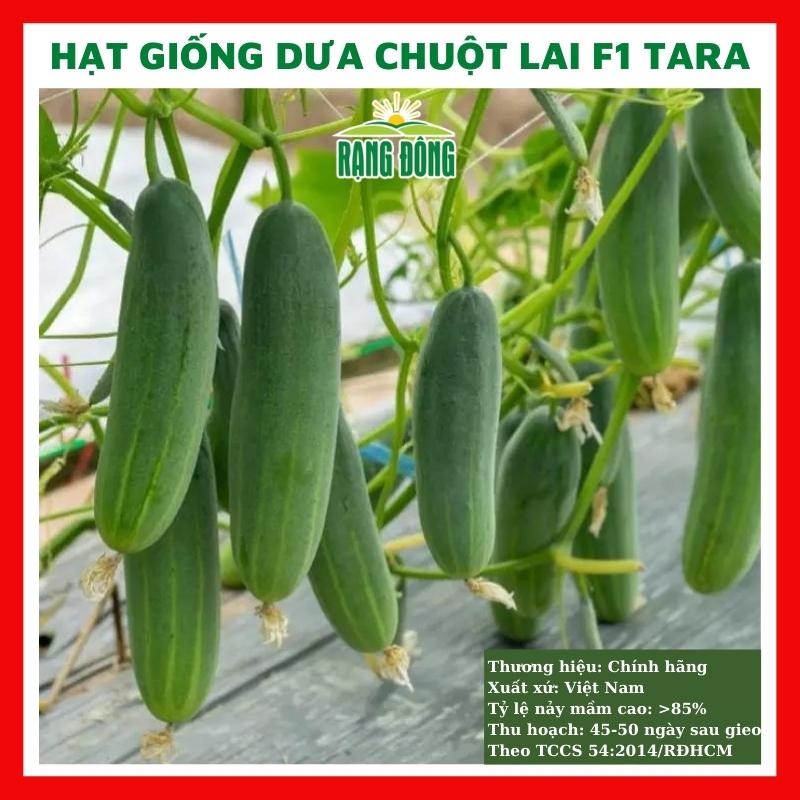 HẠT GIỐNG DƯA CHUỘT LAI F1 TARA
RẠNG ĐÔNG
Thương hiệu: Chính hãng
Xuất xứ: Việt Nam
Tỷ lệ nảy mầm cao: >85%
Thu hoạch: 45-50 ngày sau gieo
Theo TCCS 54:2014/RĐHCM